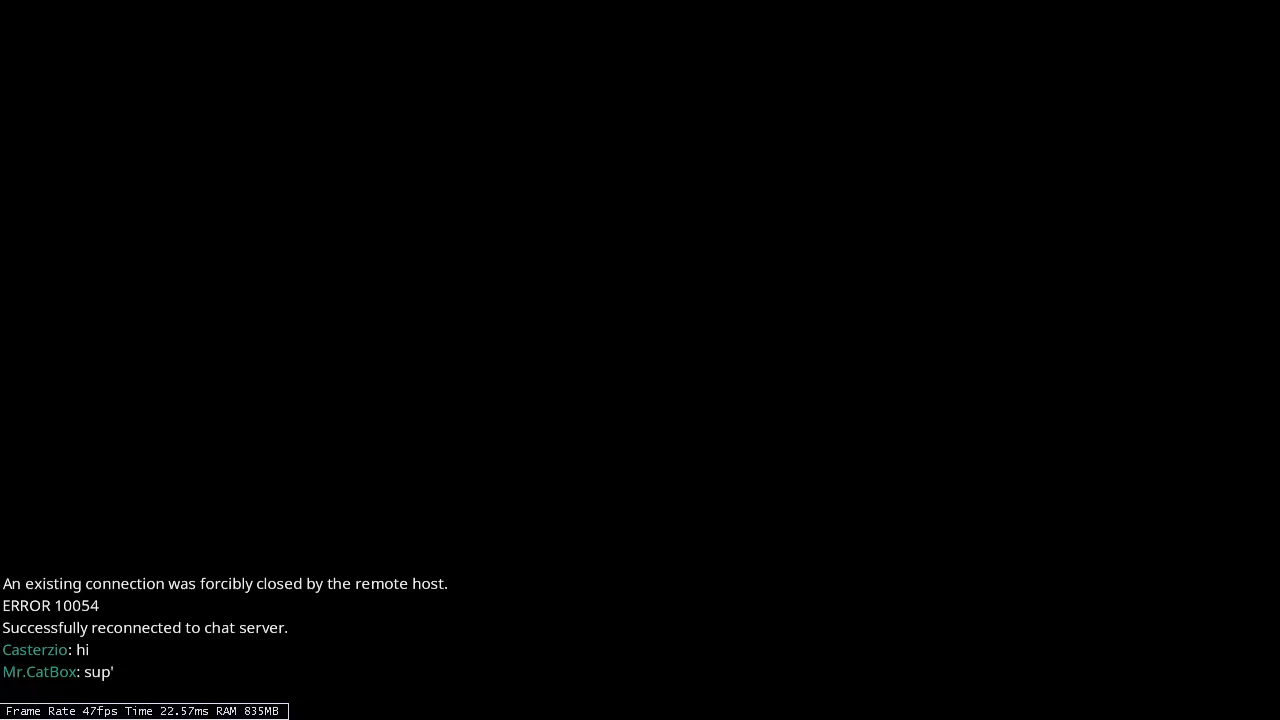 An existing connection was forcibly closed by the remote host.
ERROR 10054
Successfully reconnected to chat server.
Casterzio: hi
Mr.CatBox: sup'
Frame Rate 47fps Time 22.57ms RAM 835MB